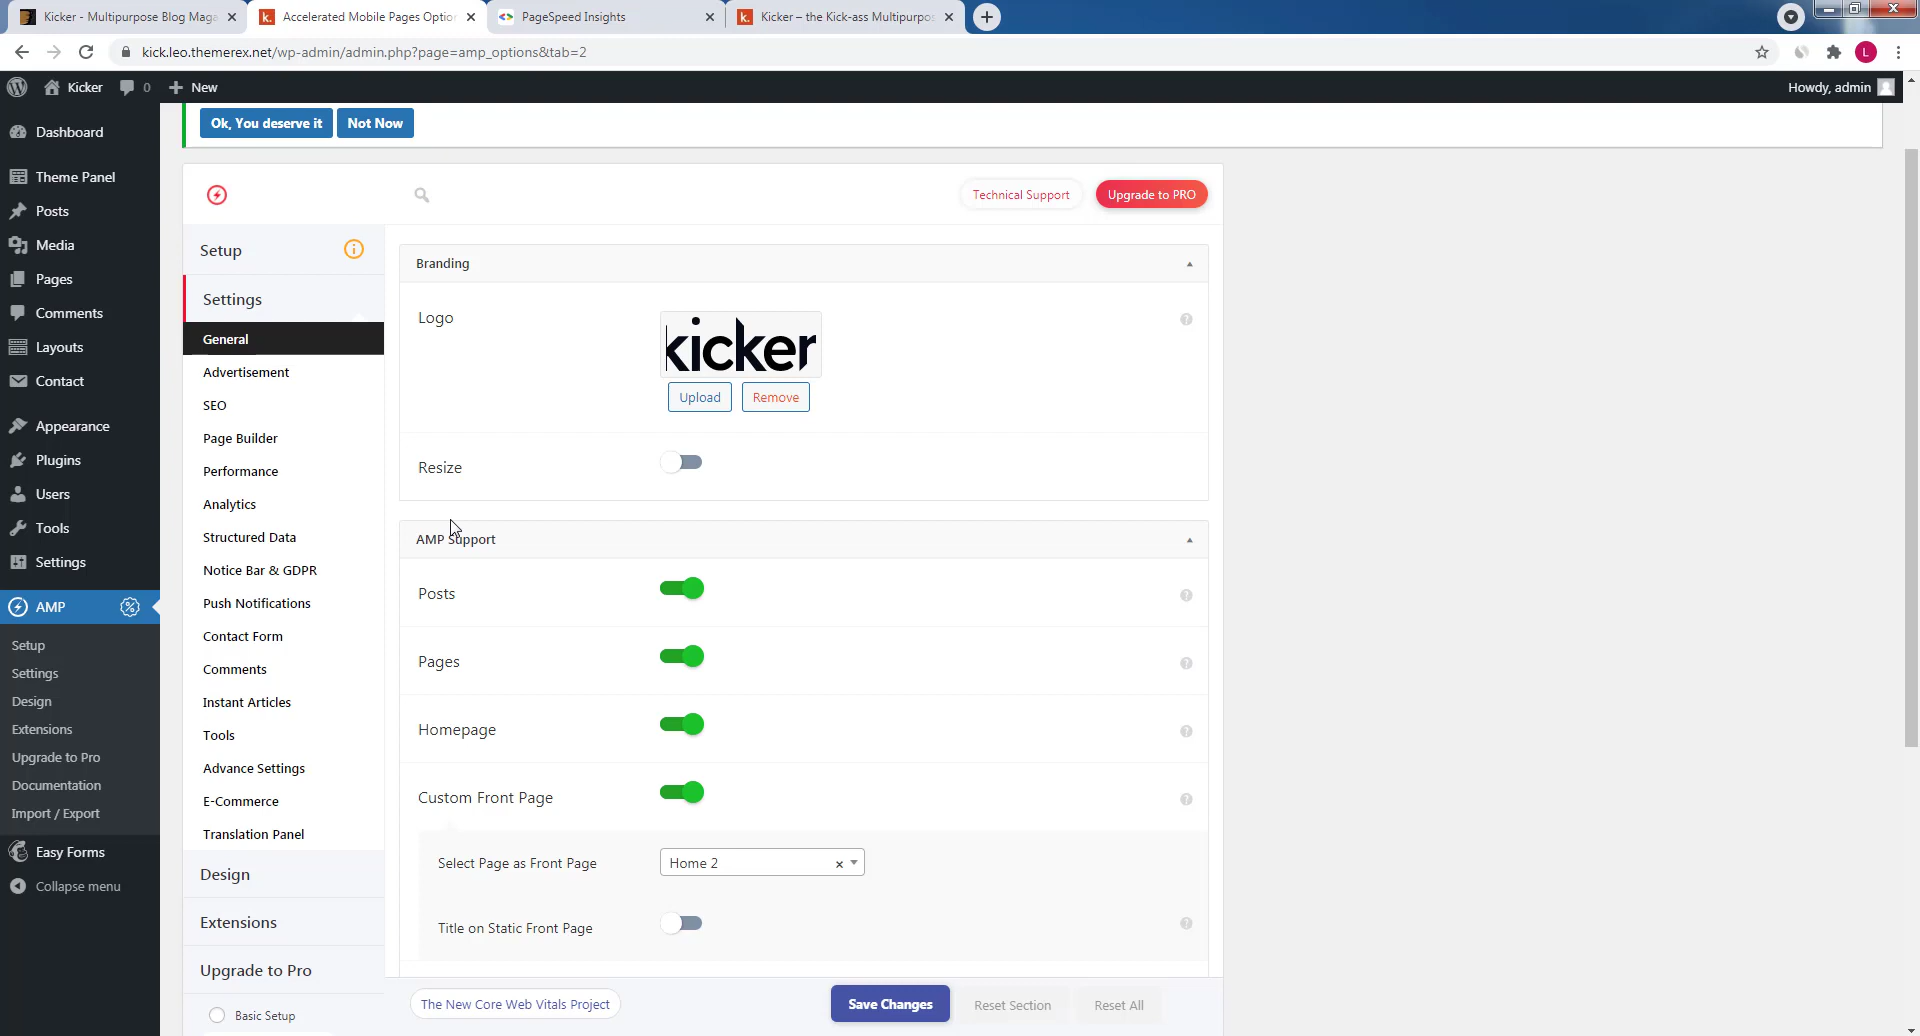 Kicker - Multipurpose Blog Maga
Accelerated Mobile Pages Optio
PageSpeed Insights
Kicker – the Kick-ass Multipurpos
kick.leo.themerex.net/wp-admin/admin.php?page=amp_options&tab=2
L
Kicker
0
New
Howdy, admin
Ok, You deserve it
Not Now
Dashboard
Theme Panel
Posts
Media
Pages
Comments
Layouts
Contact
Appearance
Plugins
Users
Tools
Settings
AMP
Setup
Settings
Design
Extensions
Upgrade to Pro
Documentation
Import / Export
Easy Forms
Collapse menu
Technical Support
Upgrade to PRO
Setup
Settings
General
Advertisement
SEO
Page Builder
Performance
Analytics
Structured Data
Notice Bar & GDPR
Push Notifications
Contact Form
Comments
Instant Articles
Tools
Advance Settings
E-Commerce
Translation Panel
Design
Extensions
Upgrade to Pro
Basic Setup
Branding
Logo
kicker
Upload
Remove
Resize
AMP Support
Posts
Pages
Homepage
Custom Front Page
Select Page as Front Page
Home 2
Title on Static Front Page
The New Core Web Vitals Project
Save Changes
Reset Section
Reset All